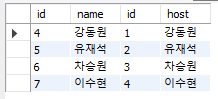 id name id host
4 강동원 1 강동원
5 유재석 2 유재석
6 차승원 3 차승원
7 이수현 4 이수현